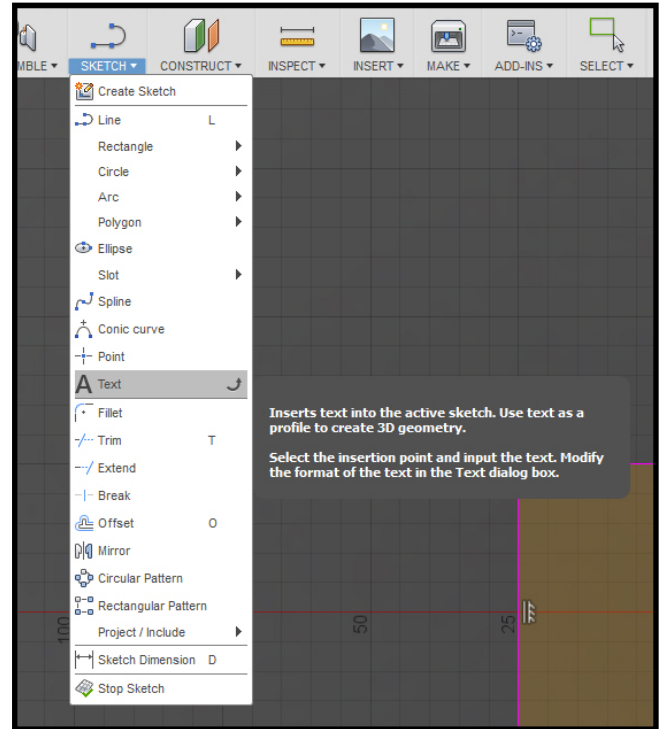 MBLE SKETCH CONSTRUCT INSPECT INSERT MAKE ADD-INS SELECT
Create Sketch
Line L
Rectangle
Circle
Arc
Polygon
Ellipse
Slot
Spline
Conic curve
Point
A Text
Inserts text into the active sketch. Use text as a
profile to create 3D geometry.
Select the insertion point and input the text. Modify
the format of the text in the Text dialog box.
Fillet
Trim T
Extend
Break
Offset O
Mirror
Circular Pattern
Rectangular Pattern
Project / Include
Sketch Dimension D
Stop Sketch
100
50
25